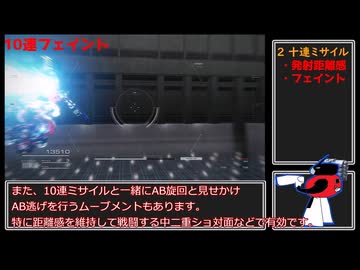 10連フェイント
２ 十連ミサイル
・発射距離感
・フェイント
13510
また、10連ミサイルと一緒にAB旋回と見せかけ
AB逃げを行うムーブメントもあります。
特に距離感を維持して戦闘する中二重ショ対面などで有効です。